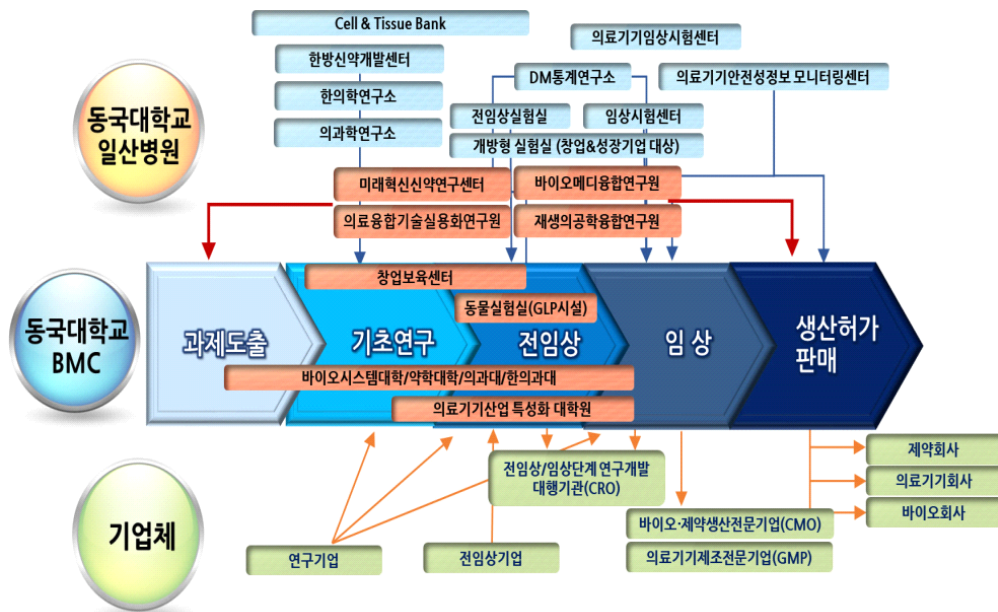 Cell & Tissue Bank
의료기기임상시험센터
한방신약개발센터
DM통계연구소
의료기기안전성정보 모니터링센터
한의학연구소
동국대학교
일산병원
전임상실험실
임상시험센터
의과학연구소
개방형 실험실 (창업&성장기업 대상)
미래혁신신약연구센터
바이오메디융합연구원
의료융합기술실용화연구원
재생의공학융합연구원
창업보육센터
동물실험실(GLP시설)
동국대학교
BMC
과제도출
기초연구
전임상
임 상
생산허가
판매
바이오시스템대학/약학대학/의과대/한의과대
의료기기산업 특성화 대학원
제약회사
전임상/임상단계 연구개발
대행기관(CRO)
의료기기회사
바이오회사
기업체
바이오·제약생산전문기업(CMO)
연구기업
전임상기업
의료기기제조전문기업(GMP)